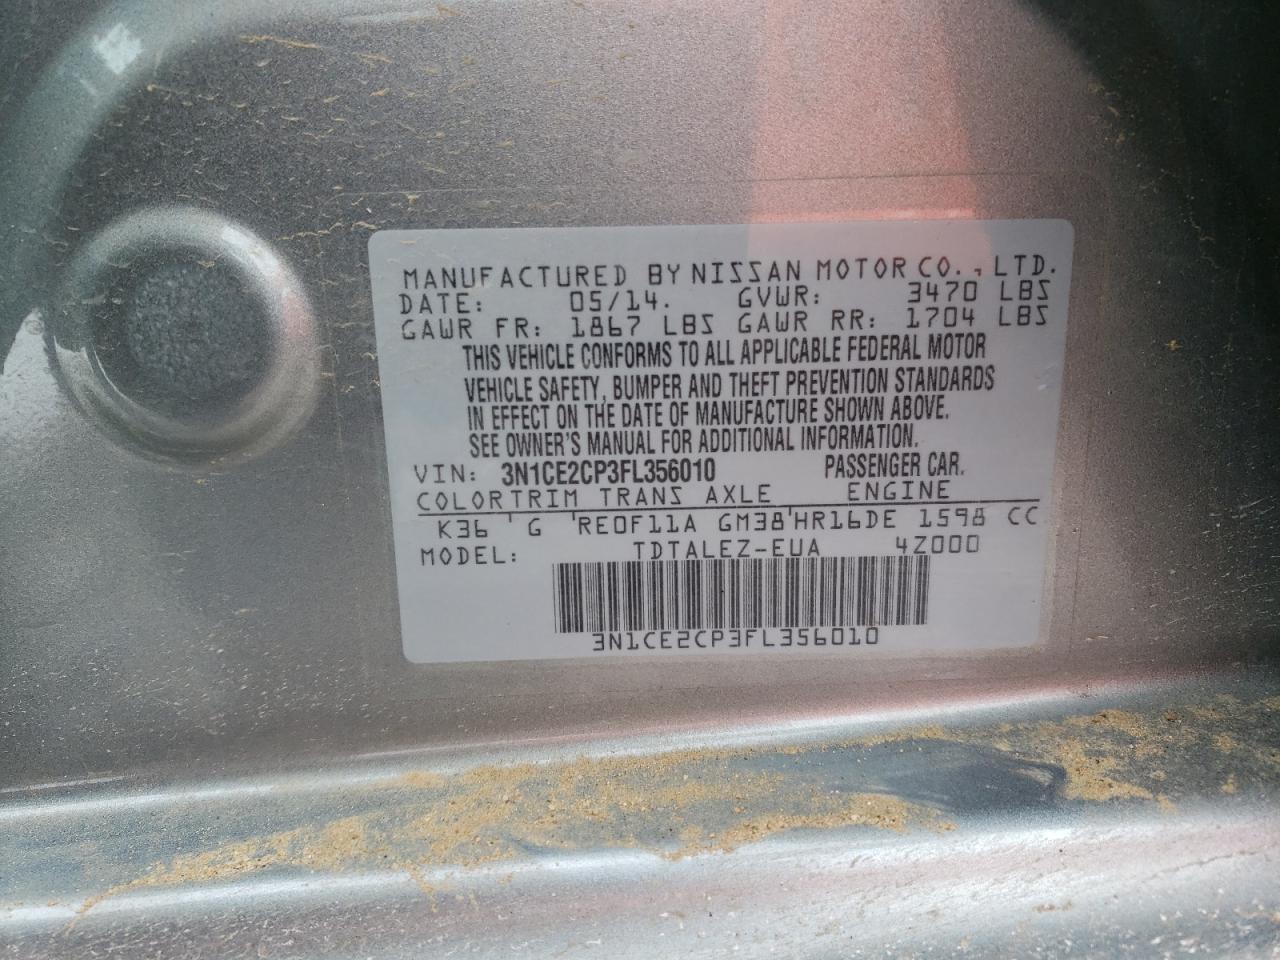 MANUFACTURED BY NISSAN MOTOR CO., LTD.
DATE: 05/14. GVWR: 3470 LBS
GAWR FR: 1867 LBS GAWR RR: 1704 LBS
THIS VEHICLE CONFORMS TO ALL APPLICABLE FEDERAL MOTOR
VEHICLE SAFETY, BUMPER AND THEFT PREVENTION STANDARDS
IN EFFECT ON THE DATE OF MANUFACTURE SHOWN ABOVE.
SEE OWNER'S MANUAL FOR ADDITIONAL INFORMATION.
VIN: 3N1CE2CP3FL356010 PASSENGER CAR.
COLOR TRIM TRANS AXLE ENGINE
K36 G RE0F11A GM38 HR16DE 1598 CC
MODEL: TDTALEZ-EUA 4Z000
3N1CE2CP3FL356010